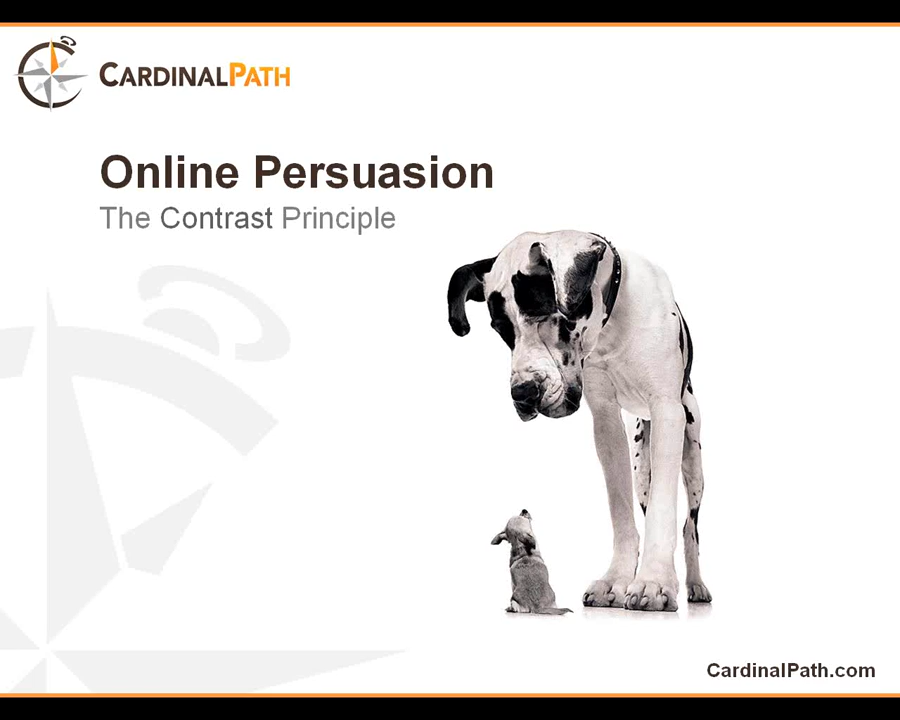 CARDINALPATH
Online Persuasion
The Contrast Principle
CardinalPath.com